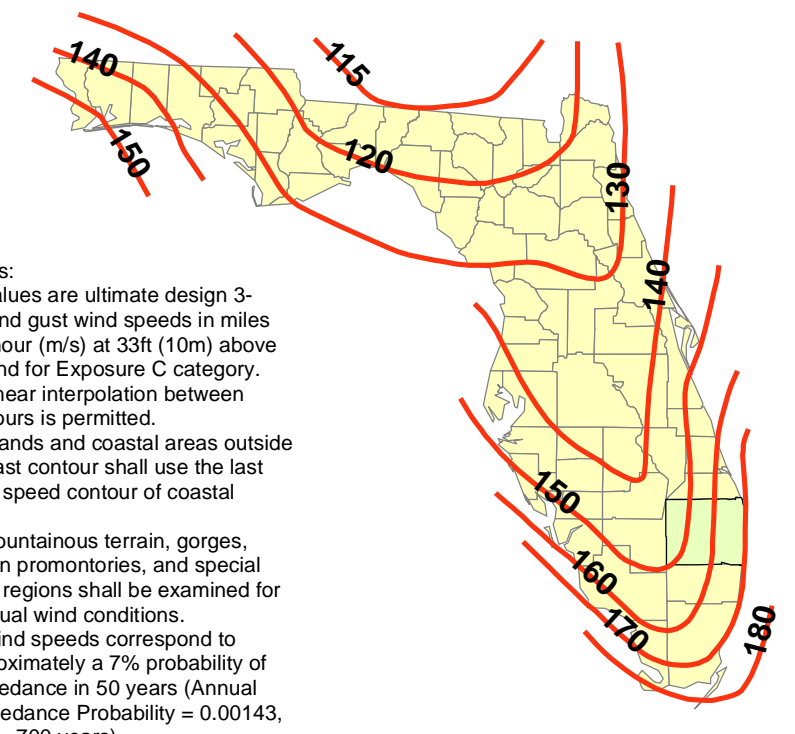 140
150
115
120
130
140
150
160
170
180
s:
alues are ultimate design 3-
nd gust wind speeds in miles
hour (m/s) at 33ft (10m) above
nd for Exposure C category.
near interpolation between
ours is permitted.
ands and coastal areas outside
ast contour shall use the last
speed contour of coastal
ountainous terrain, gorges,
n promontories, and special
regions shall be examined for
ual wind conditions.
ind speeds correspond to
oximately a 7% probability of
edance in 50 years (Annual
edance Probability = 0.00143,
700 years)